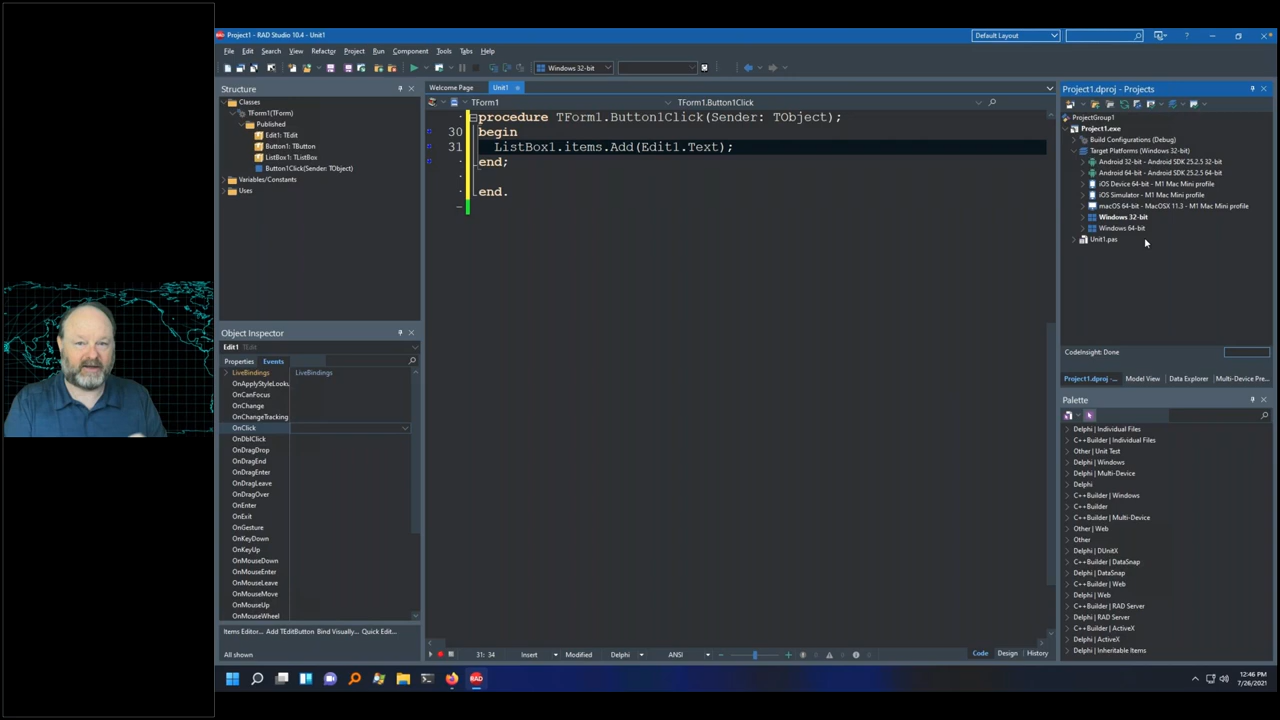 Project1 - RAD Studio 10.4 - Unit1
Default Layout
File Edit Search View Refactor Project Run Component Tools Tabs Help
Windows 32-bit
Structure
Classes
TForm1(TForm)
Published
Edit1: TEdit
Button1: TButton
ListBox1: TListBox
Button1Click(Sender: TObject)
Variables/Constants
Uses
Object Inspector
Edit1 TEdit
Properties Events
LiveBindings LiveBindings
OnApplyStyleLooku
OnCanFocus
OnChange
OnChangeTracking
OnClick
OnDblClick
OnDragDrop
OnDragEnd
OnDragEnter
OnDragLeave
OnDragOver
OnEnter
OnExit
OnGesture
OnKeyDown
OnKeyUp
OnMouseDown
OnMouseEnter
OnMouseLeave
OnMouseMove
OnMouseUp
OnMouseWheel
Items Editor... Add TEditButton Bind Visually... Quick Edit...
All shown
Welcome Page Unit1
TForm1 TForm1.Button1Click
procedure TForm1.Button1Click(Sender: TObject);
30 begin
31 ListBox1.items.Add(Edit1.Text);
end;
end.
31: 34 Insert Modified Delphi ANSI
Code Design History
Project1.dproj - Projects
ProjectGroup1
Project1.exe
Build Configurations (Debug)
Target Platforms (Windows 32-bit)
Android 32-bit - Android SDK 25.2.5 32-bit
Android 64-bit - Android SDK 25.2.5 64-bit
iOS Device 64-bit - M1 Mac Mini profile
iOS Simulator - M1 Mac Mini profile
macOS 64-bit - MacOSX 11.3 - M1 Mac Mini profile
Windows 32-bit
Windows 64-bit
Unit1.pas
CodeInsight: Done
Project1.dproj -... Model View Data Explorer Multi-Device Pre...
Palette
Delphi | Individual Files
C++Builder | Individual Files
Other | Unit Test
Delphi | Windows
Delphi | Multi-Device
Delphi
C++Builder | Windows
C++Builder
C++Builder | Multi-Device
Other | Web
Other
Delphi | DUnitX
C++Builder | DataSnap
Delphi | DataSnap
C++Builder | Web
Delphi | Web
C++Builder | RAD Server
Delphi | RAD Server
C++Builder | ActiveX
Delphi | ActiveX
Delphi | Inheritable Items
RAD
12:46 PM
7/26/2021